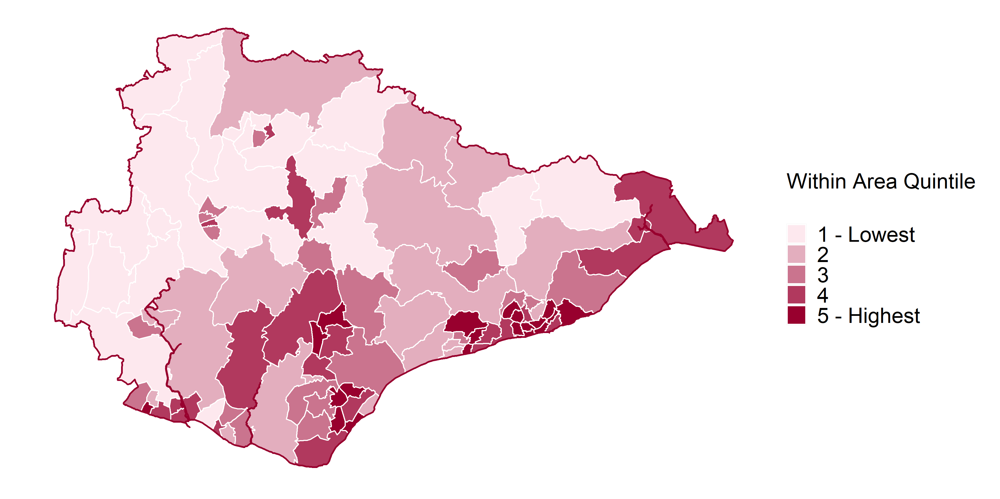 Within Area Quintile
1 - Lowest
2
3
4
5 - Highest